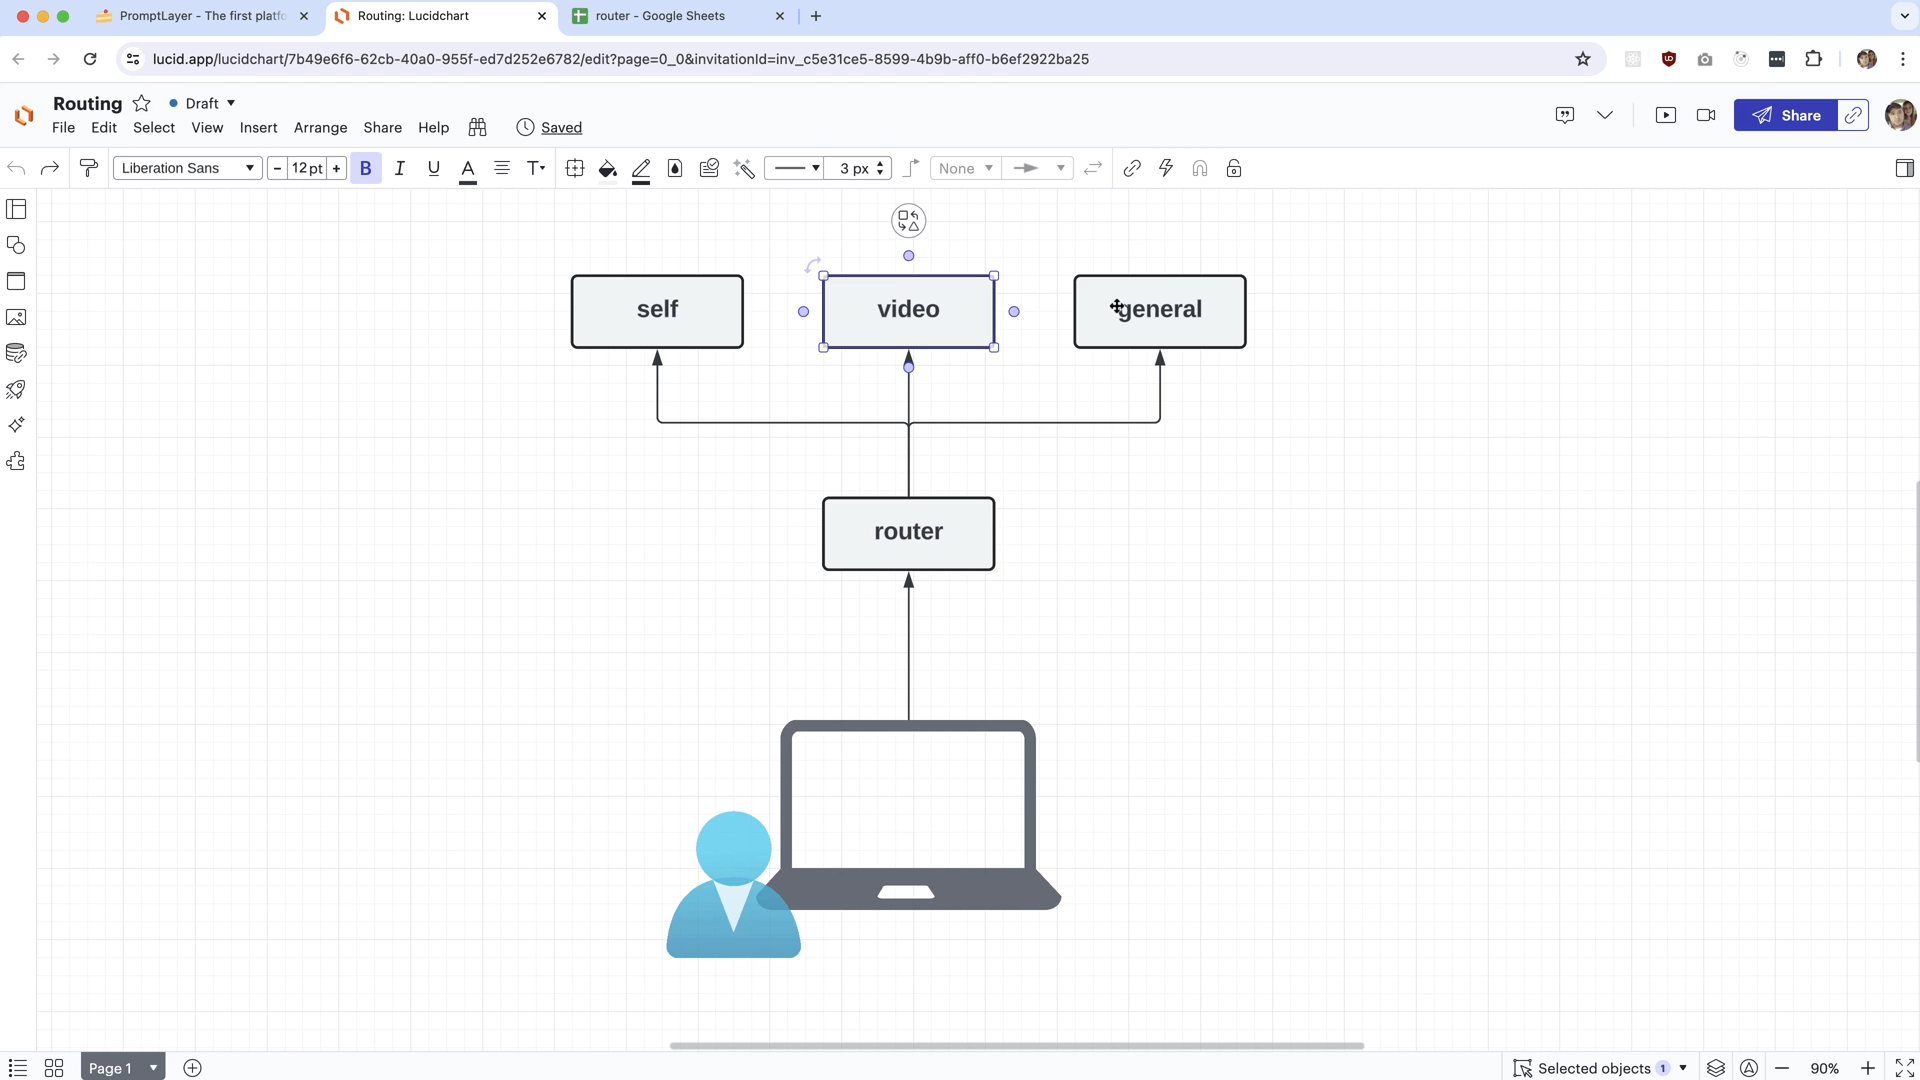 PromptLayer - The first platfo
Routing: Lucidchart
router - Google Sheets
lucid.app/lucidchart/7b49e6f6-62cb-40a0-955f-ed7d252e6782/edit?page=0_0&invitationId=inv_c5e31ce5-8599-4b9b-aff0-b6ef2922ba25
Routing
Draft
File Edit Select View Insert Arrange Share Help
Saved
Share
Liberation Sans
- 12 pt +
B I U A T
3 px
None
self
video
general
router
Page 1
Selected objects 1
90%